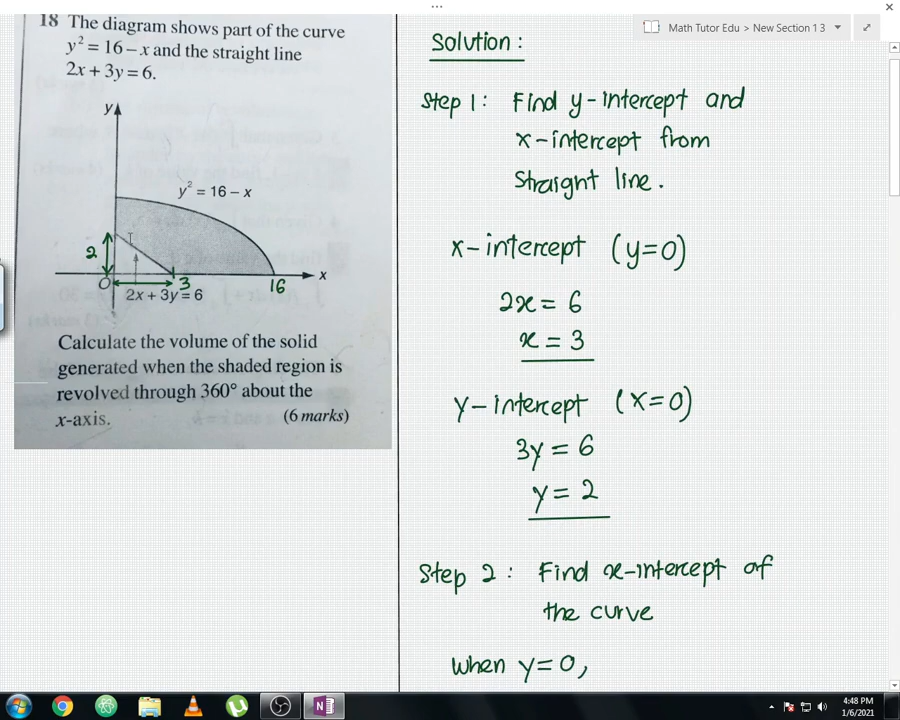 Math Tutor Edu > New Section 1 3
18 The diagram shows part of the curve
y² = 16 – x and the straight line
2x + 3y = 6.
y
y² = 16 – x
2
O
3
16
x
2x + 3y = 6
Calculate the volume of the solid
generated when the shaded region is
revolved through 360° about the
x-axis. (6 marks)
Solution :
Step 1 : Find y-intercept and
x-intercept from
straight line.
x-intercept (y=0)
2x = 6
x = 3
y-intercept (x=0)
3y = 6
y = 2
Step 2 : Find x-intercept of
the curve
when y=0,
4:48 PM
1/6/2021